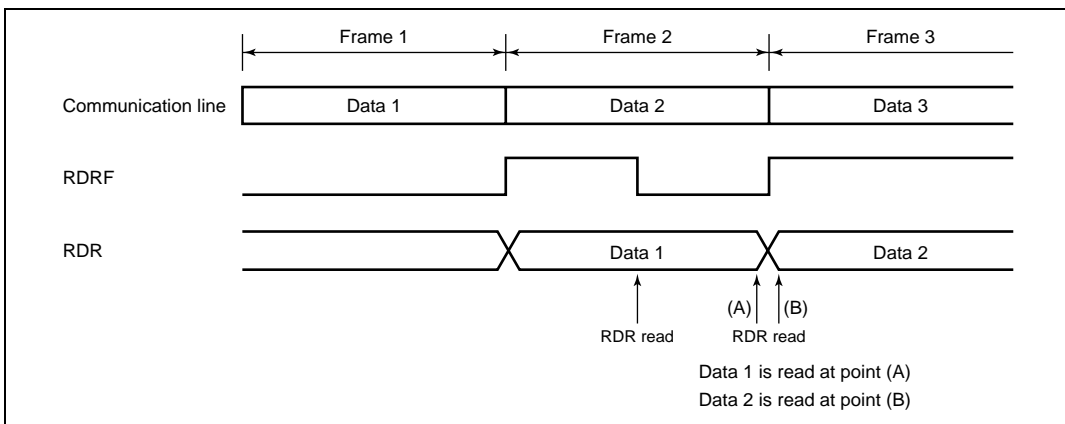 Frame 1 Frame 2 Frame 3
Communication line Data 1 Data 2 Data 3
RDRF
RDR Data 1 Data 2
(A) (B)
RDR read RDR read
Data 1 is read at point (A)
Data 2 is read at point (B)